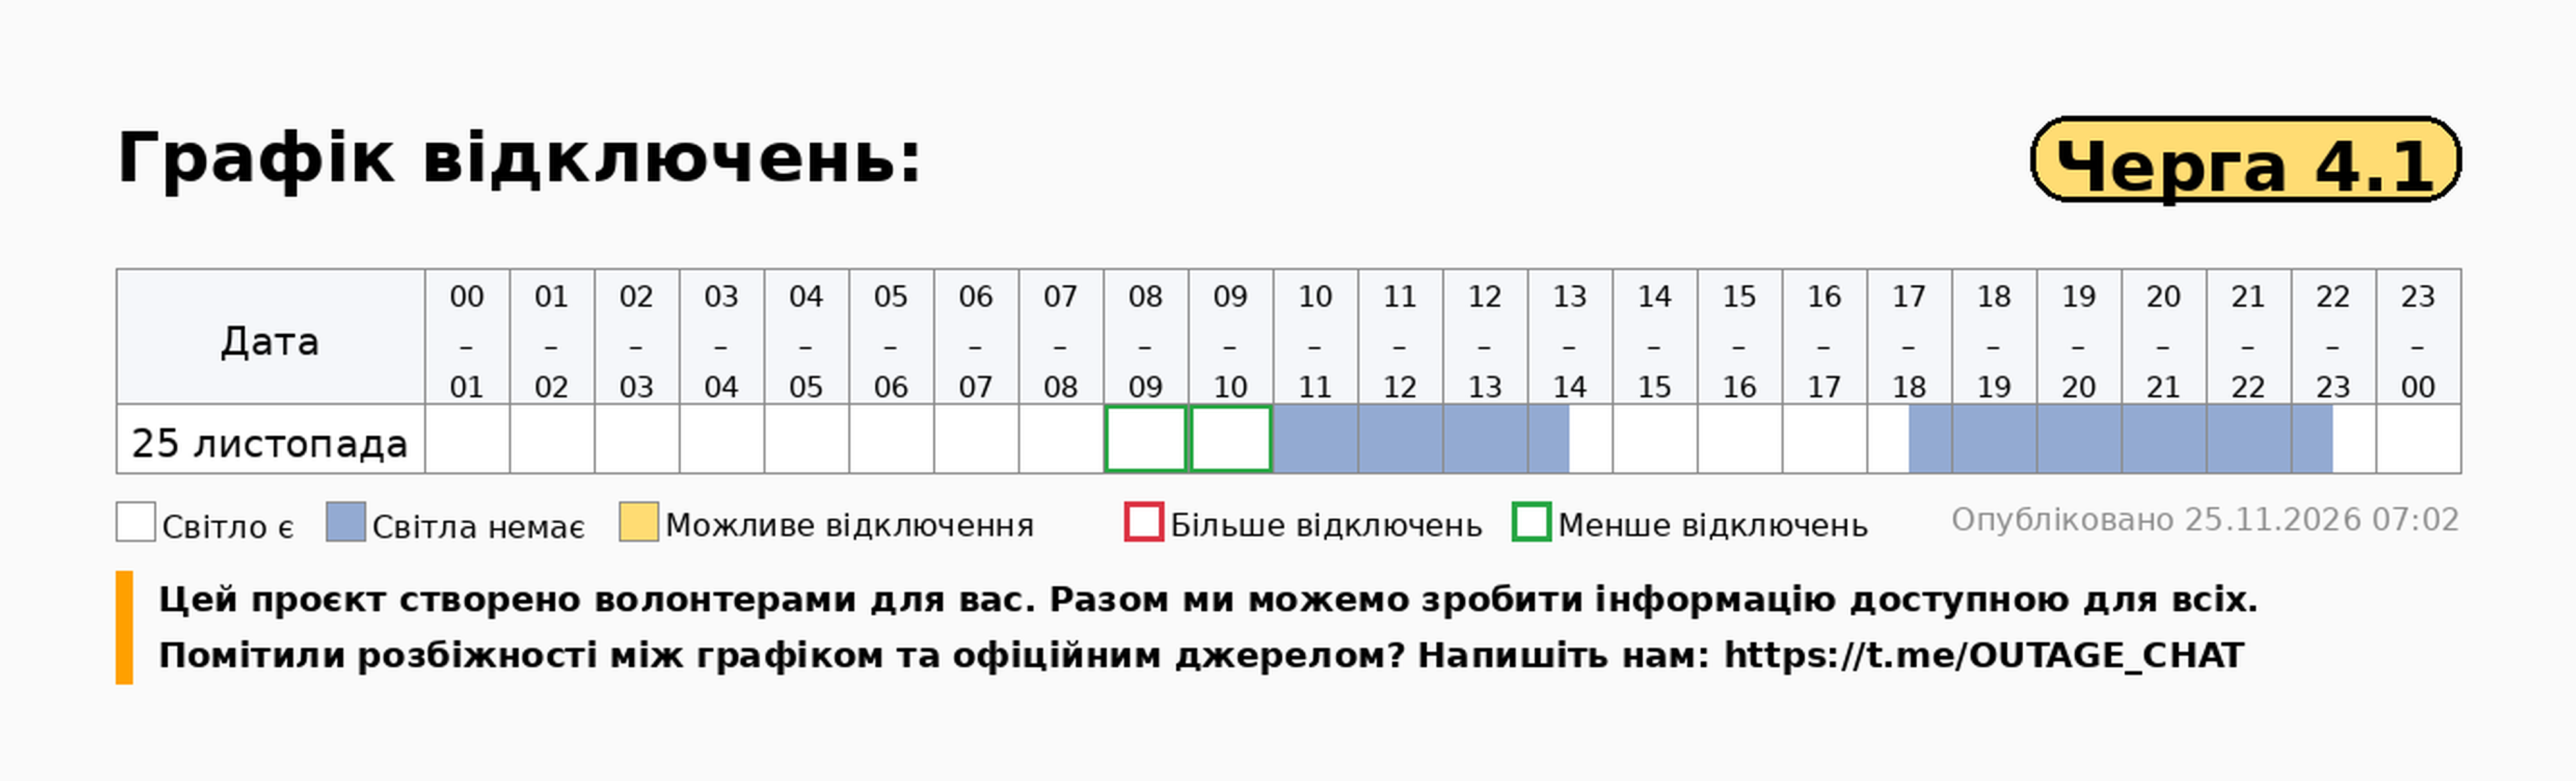 Графік відключень:
Черга 4.1
Дата
00 – 01
01 – 02
02 – 03
03 – 04
04 – 05
05 – 06
06 – 07
07 – 08
08 – 09
09 – 10
10 – 11
11 – 12
12 – 13
13 – 14
14 – 15
15 – 16
16 – 17
17 – 18
18 – 19
19 – 20
20 – 21
21 – 22
22 – 23
23 – 00
25 листопада
Світло є
Світла немає
Можливе відключення
Більше відключень
Менше відключень
Опубліковано 25.11.2026 07:02
Цей проєкт створено волонтерами для вас. Разом ми можемо зробити інформацію доступною для всіх.
Помітили розбіжності між графіком та офіційним джерелом? Напишіть нам: https://t.me/OUTAGE_CHAT